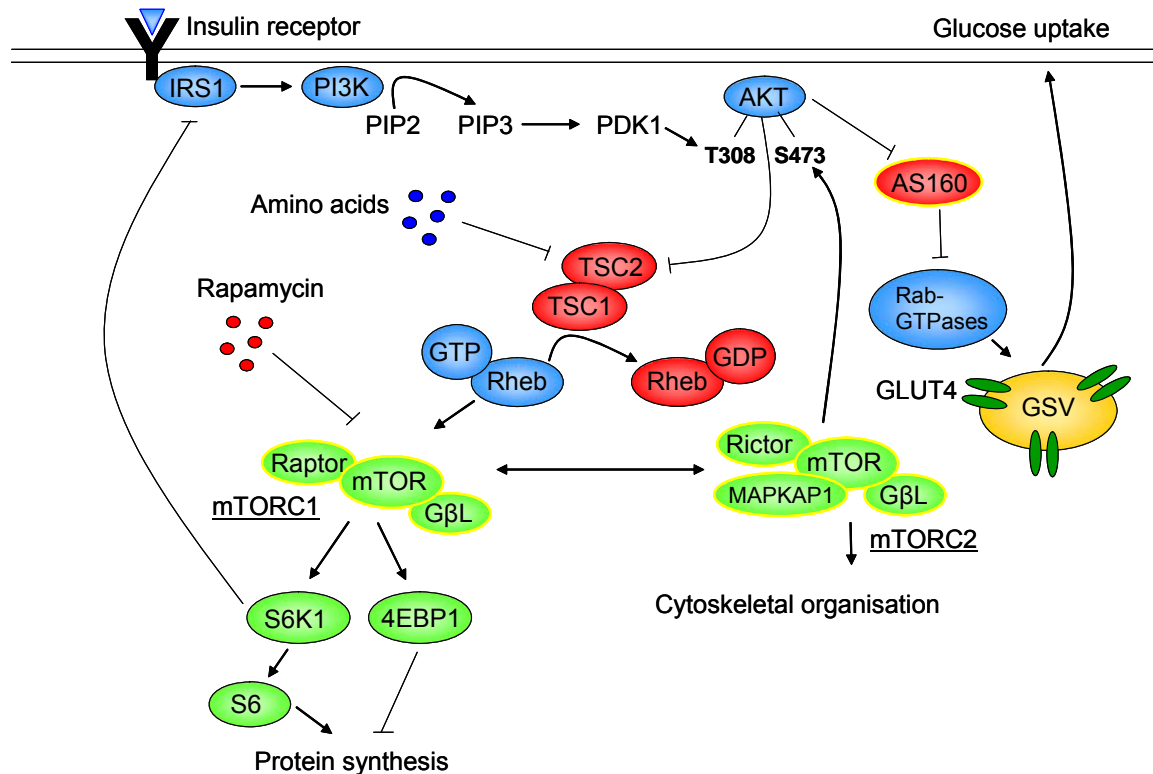 Insulin receptor
Glucose uptake
IRS1
PI3K
AKT
PIP2
PIP3
PDK1
T308
S473
AS160
Amino acids
TSC2
TSC1
Rapamycin
Rab-
GTPases
GTP
Rheb
GDP
Rheb
GLUT4
GSV
Raptor
mTOR
GβL
mTORC1
Rictor
mTOR
MAPKAP1
GβL
mTORC2
S6K1
4EBP1
Cytoskeletal organisation
S6
Protein synthesis